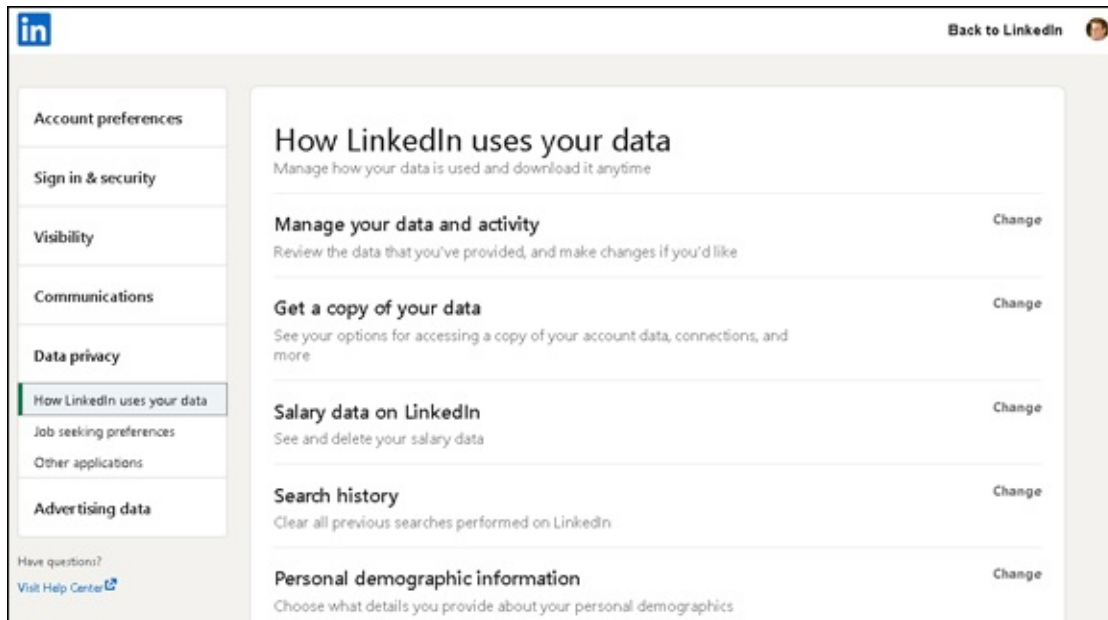 in
Back to LinkedIn
Account preferences
Sign in & security
Visibility
Communications
Data privacy
How LinkedIn uses your data
Job seeking preferences
Other applications
Advertising data
Have questions?
Visit Help Center
How LinkedIn uses your data
Manage how your data is used and download it anytime
Manage your data and activity
Change
Review the data that you've provided, and make changes if you'd like
Get a copy of your data
Change
See your options for accessing a copy of your account data, connections, and
more
Salary data on LinkedIn
Change
See and delete your salary data
Search history
Change
Clear all previous searches performed on LinkedIn
Personal demographic information
Change
Choose what details you provide about your personal demographics